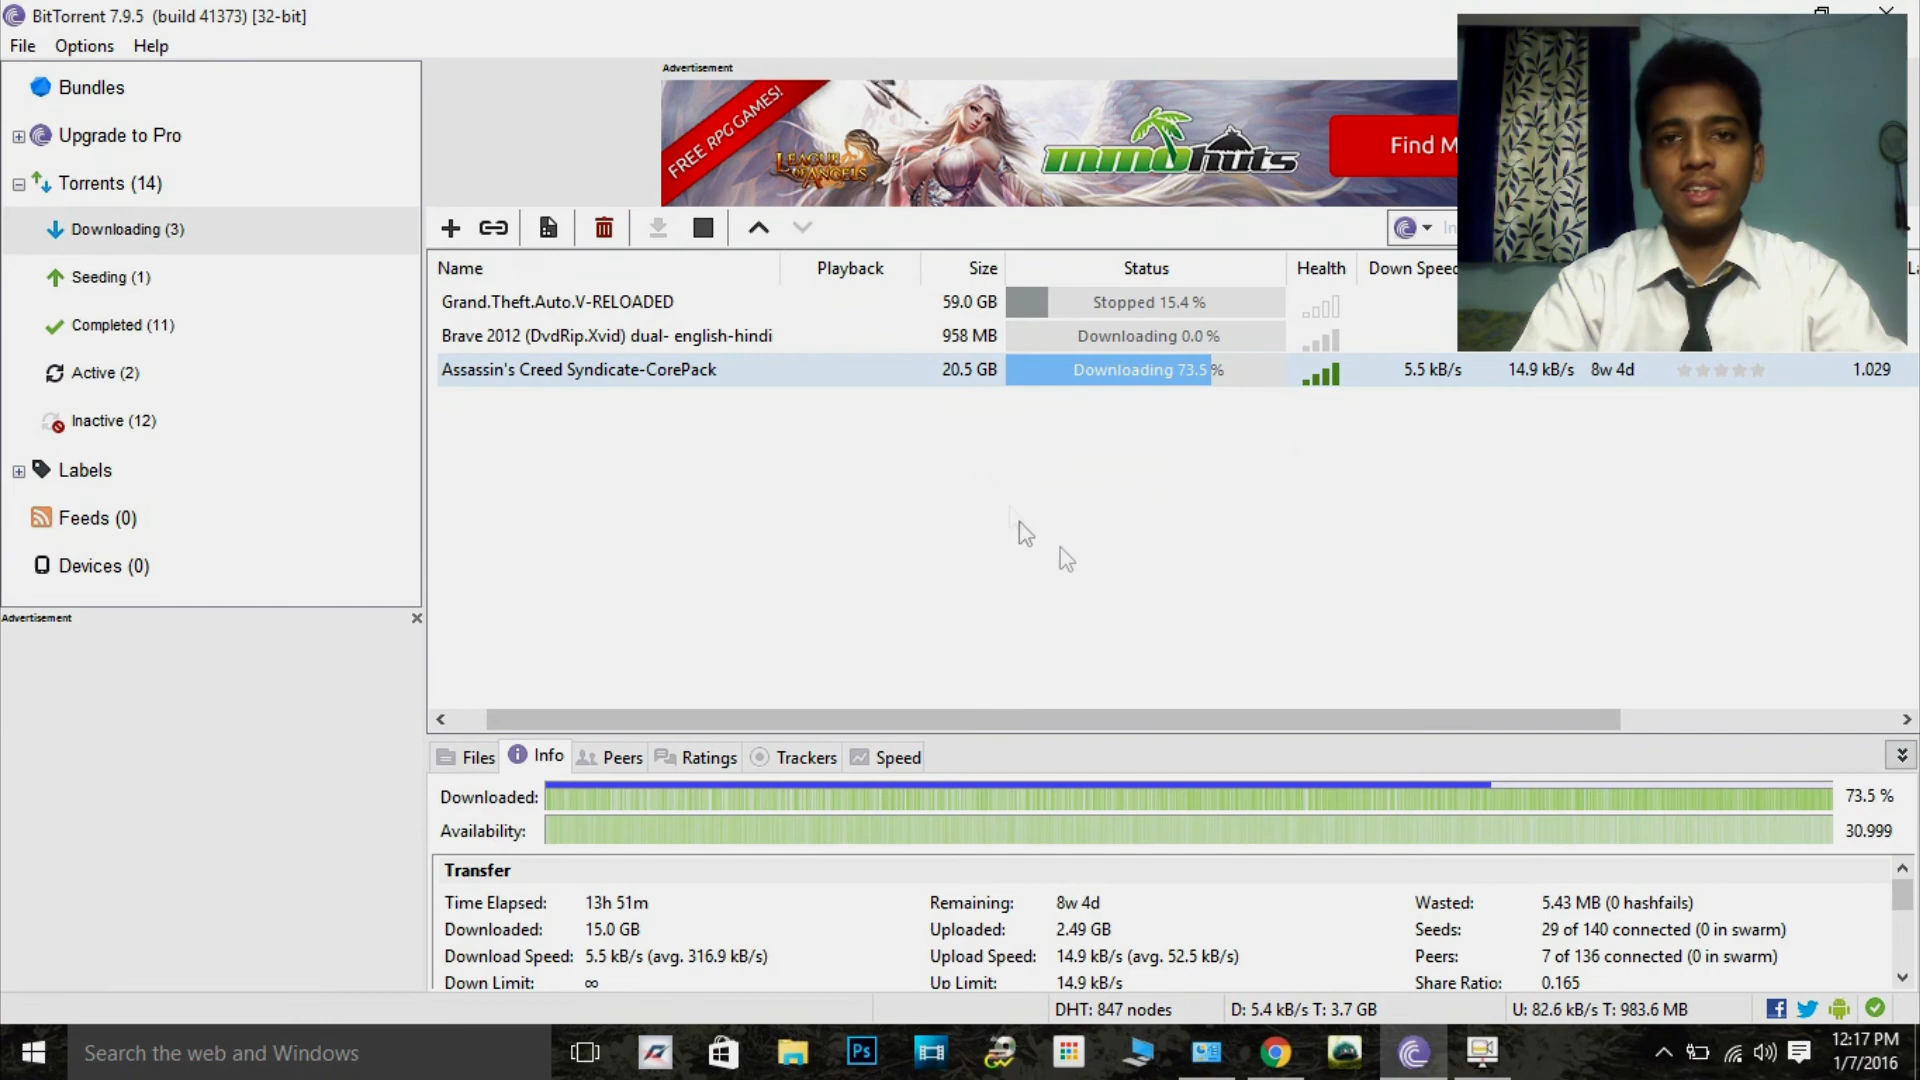 BitTorrent 7.9.5 (build 41373) [32-bit]
File Options Help
Bundles
Upgrade to Pro
Torrents (14)
Downloading (3)
Seeding (1)
Completed (11)
Active (2)
Inactive (12)
Labels
Feeds (0)
Devices (0)
Advertisement
Advertisement
FREE RPG GAMES!
LEAGUE OF ANGELS
mmohuts
Find M
Name Playback Size Status Health Down Speed
Grand.Theft.Auto.V-RELOADED 59.0 GB Stopped 15.4 %
Brave 2012 (DvdRip.Xvid) dual- english-hindi 958 MB Downloading 0.0 %
Assassin's Creed Syndicate-CorePack 20.5 GB Downloading 73.5 % 5.5 kB/s 14.9 kB/s 8w 4d 1.029
Files Info Peers Ratings Trackers Speed
Downloaded: 73.5 %
Availability: 30.999
Transfer
Time Elapsed: 13h 51m Remaining: 8w 4d Wasted: 5.43 MB (0 hashfails)
Downloaded: 15.0 GB Uploaded: 2.49 GB Seeds: 29 of 140 connected (0 in swarm)
Download Speed: 5.5 kB/s (avg. 316.9 kB/s) Upload Speed: 14.9 kB/s (avg. 52.5 kB/s) Peers: 7 of 136 connected (0 in swarm)
Down Limit: ∞ Up Limit: 14.9 kB/s Share Ratio: 0.165
DHT: 847 nodes D: 5.4 kB/s T: 3.7 GB U: 82.6 kB/s T: 983.6 MB
Search the web and Windows
Ps
12:17 PM
1/7/2016